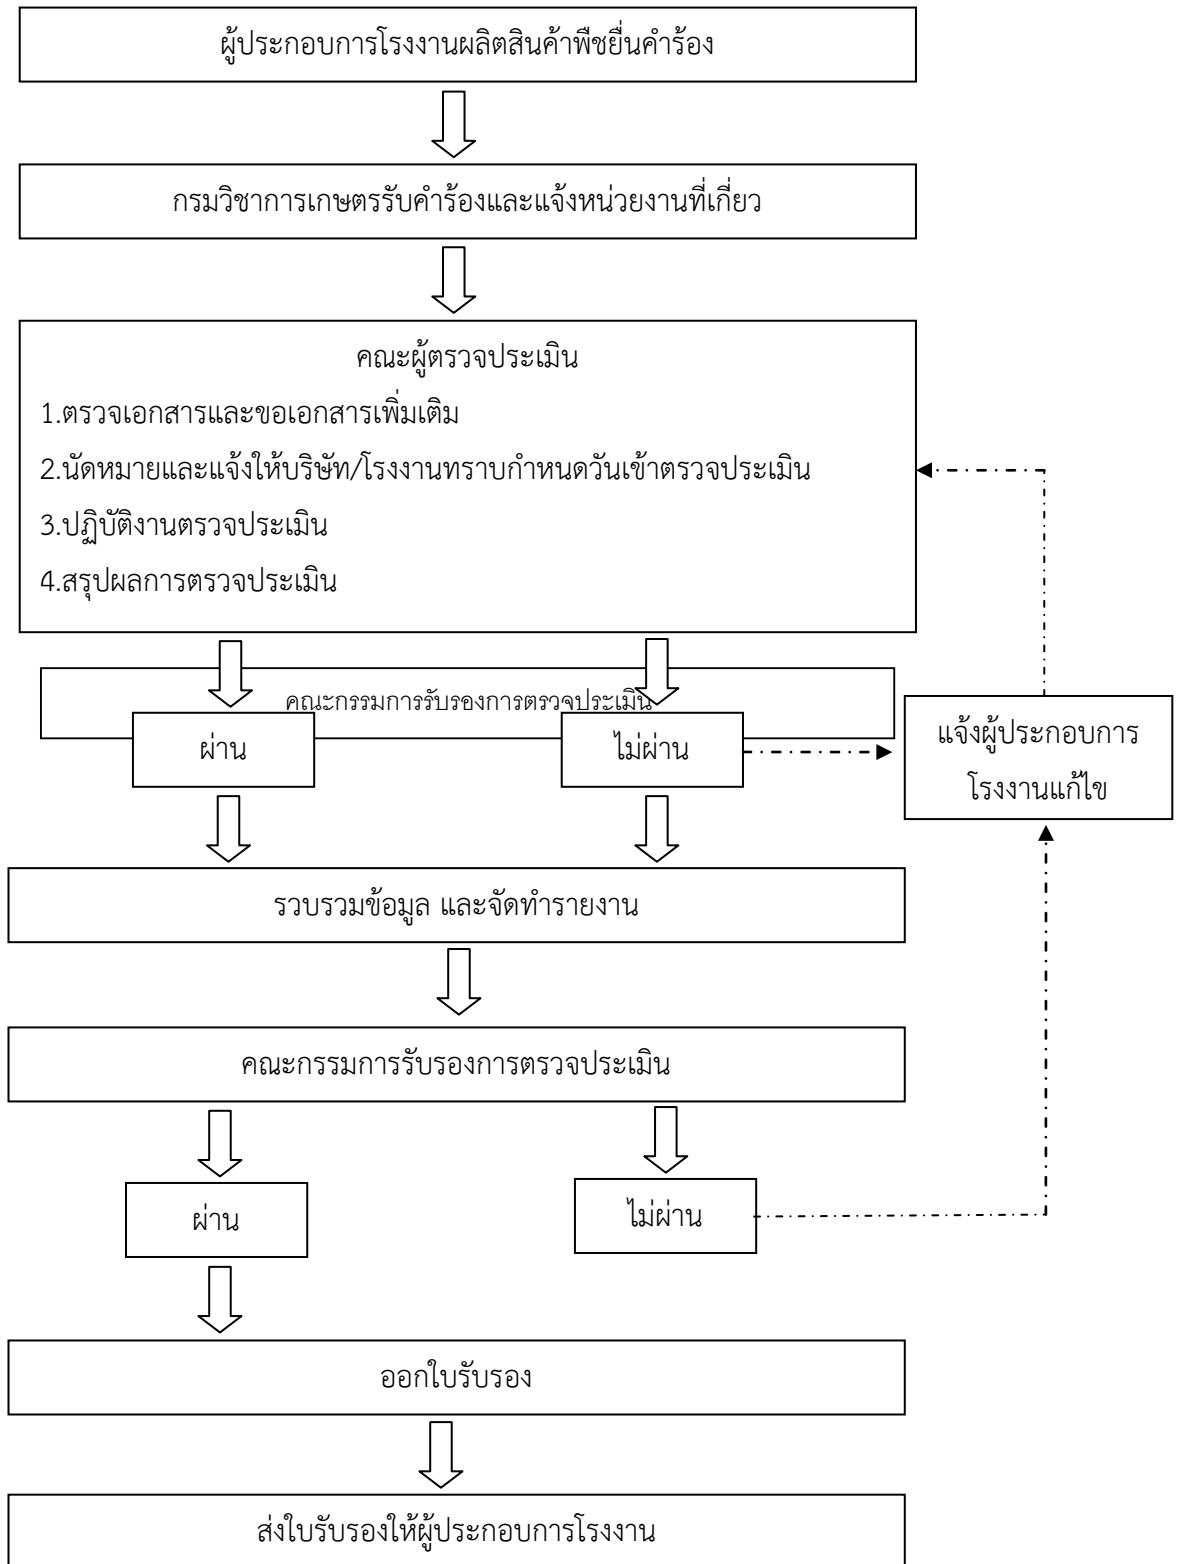 ผู้ประกอบการโรงงานผลิตสินค้าพืชยื่นคำร้อง
กรมวิชาการเกษตรรับคำร้องและแจ้งหน่วยงานที่เกี่ยว
คณะผู้ตรวจประเมิน
1.ตรวจเอกสารและขอเอกสารเพิ่มเติม
2.นัดหมายและแจ้งให้บริษัท/โรงงานทราบกำหนดวันเข้าตรวจประเมิน
3.ปฏิบัติงานตรวจประเมิน
4.สรุปผลการตรวจประเมิน
คณะกรรมการรับรองการตรวจประเมิน
ผ่าน
ไม่ผ่าน
แจ้งผู้ประกอบการ
โรงงานแก้ไข
รวบรวมข้อมูล และจัดทำรายงาน
คณะกรรมการรับรองการตรวจประเมิน
ผ่าน
ไม่ผ่าน
ออกใบรับรอง
ส่งใบรับรองให้ผู้ประกอบการโรงงาน